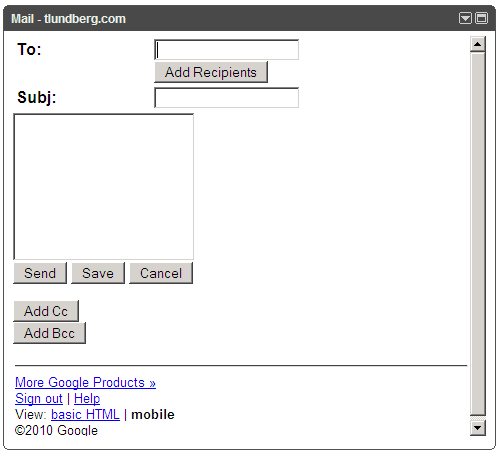 Mail - tlundberg.com
To:
Add Recipients
Subj:
Send Save Cancel
Add Cc
Add Bcc
More Google Products »
Sign out | Help
View: basic HTML | mobile
©2010 Google